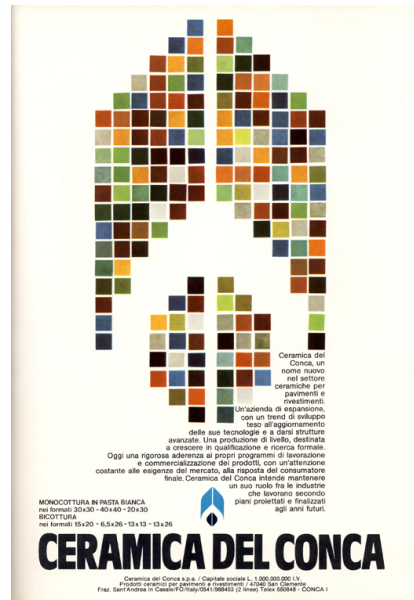 Ceramica del
Conca, un
nome nuovo
nel settore
ceramiche per
pavimenti e
rivestimenti.
Un'azienda di espansione,
con un trend di sviluppo
teso all'aggiornamento
delle sue tecnologie e a darsi strutture
avanzate. Una produzione di livello, destinata
a crescere in qualificazione e ricerca formale.
Oggi una rigorosa aderenza ai propri programmi di lavorazione
e commercializzazione dei prodotti, con un'attenzione
costante alle esigenze del mercato, alla risposta del consumatore
finale, Ceramica del Conca intende mantenere
un suo ruolo fra le industrie
che lavorano secondo
piani proiettati e finalizzati
agli anni futuri.
MONOCOTTURA IN PASTA BIANCA
nei formati 30x30 - 40x40 - 20x30
BICOTTURA
nei formati 15x20 - 6,5x26 - 13x13 - 13x26
CERAMICA DEL CONCA
Ceramica del Conca s.p.a. / Capitale sociale L. 1.000.000.000 I.V.
Prodotti ceramici per pavimenti e rivestimenti / 47040 San Clemente
Fraz. Sant'Andrea in Casale/FO/Italy/0541/988453 (2 linee) Telex 550848 - CONCA I